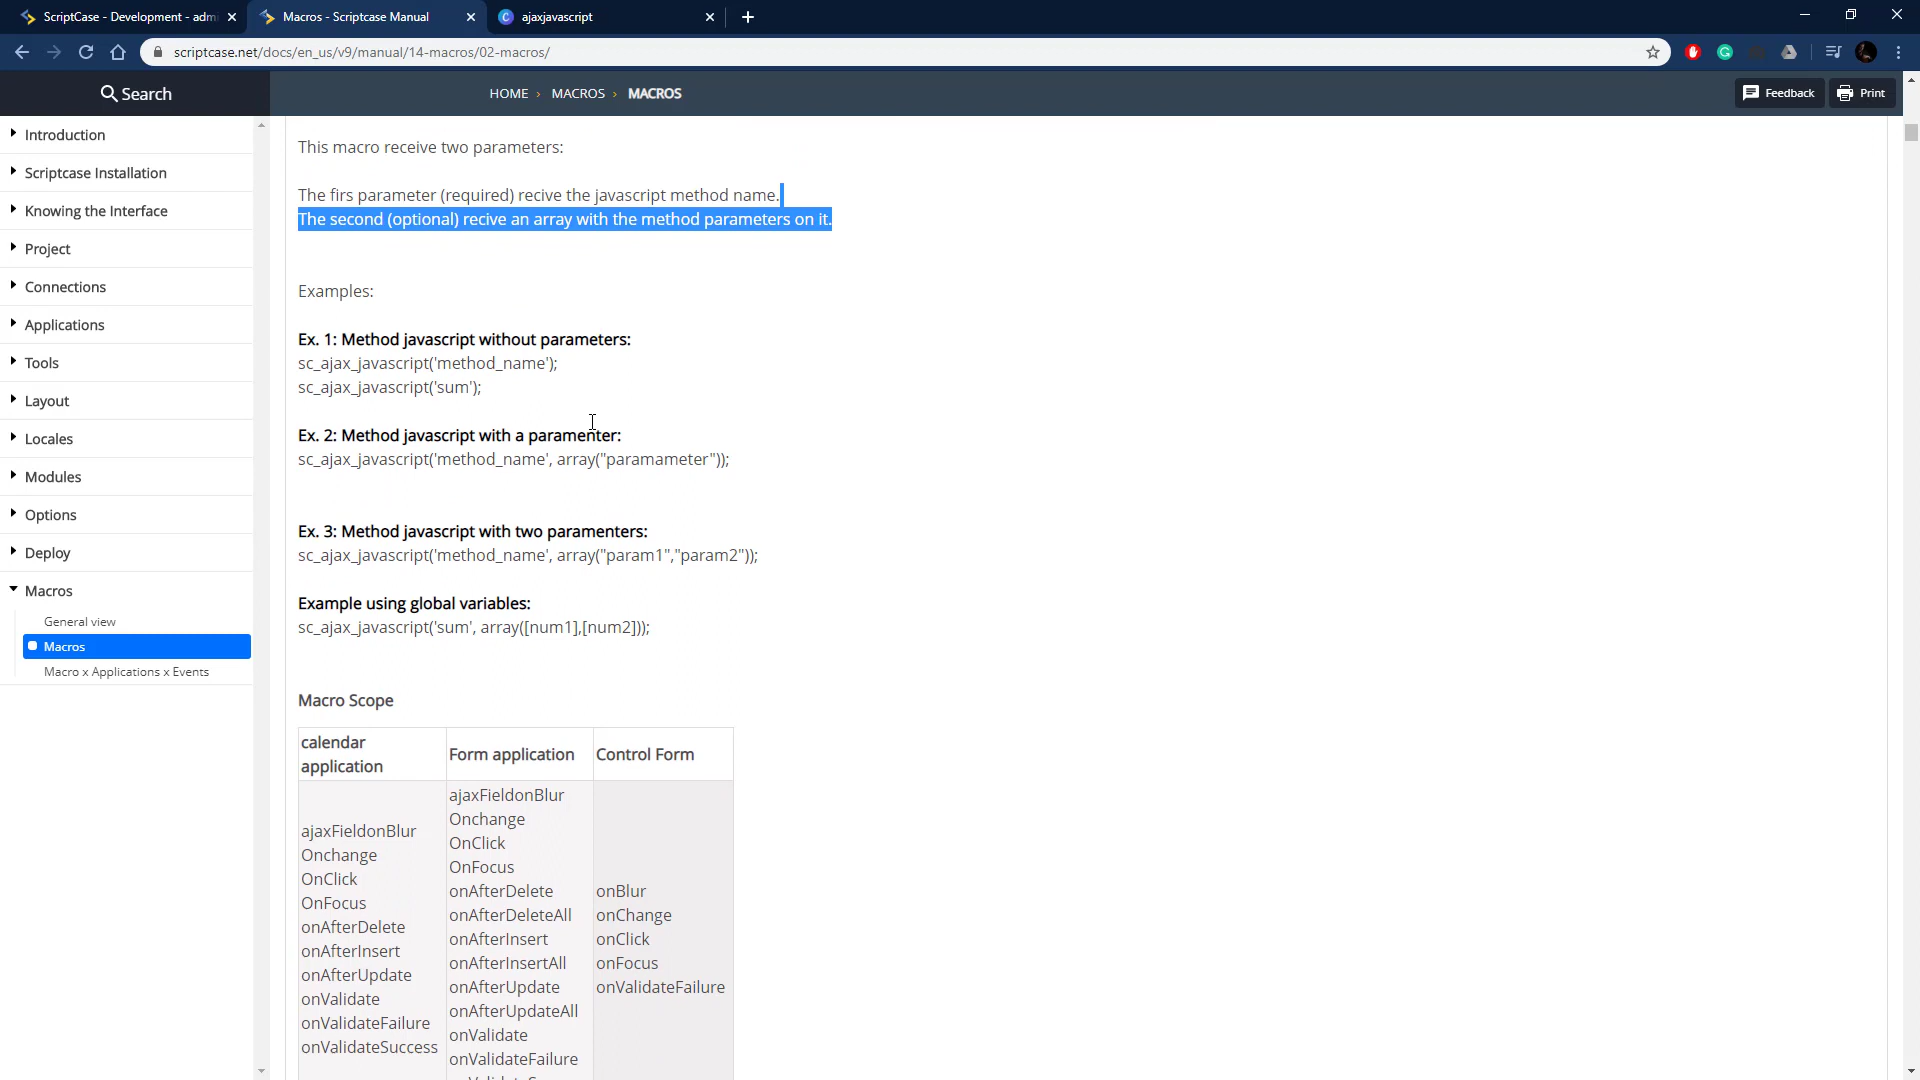 ScriptCase - Development - adm
Macros - Scriptcase Manual
ajaxjavascript
scriptcase.net/docs/en_us/v9/manual/14-macros/02-macros/
Search
HOME › MACROS › MACROS
Feedback
Print
Introduction
Scriptcase Installation
Knowing the Interface
Project
Connections
Applications
Tools
Layout
Locales
Modules
Options
Deploy
Macros
General view
Macros
Macro x Applications x Events
This macro receive two parameters:
The firs parameter (required) recive the javascript method name.
The second (optional) recive an array with the method parameters on it.
Examples:
Ex. 1: Method javascript without parameters:
sc_ajax_javascript('method_name');
sc_ajax_javascript('sum');
Ex. 2: Method javascript with a paramenter:
sc_ajax_javascript('method_name', array("paramameter"));
Ex. 3: Method javascript with two paramenters:
sc_ajax_javascript('method_name', array("param1","param2"));
Example using global variables:
sc_ajax_javascript('sum', array([num1],[num2]));
Macro Scope
calendar
application
Form application
Control Form
ajaxFieldonBlur
Onchange
OnClick
OnFocus
onAfterDelete
onAfterInsert
onAfterUpdate
onValidate
onValidateFailure
onValidateSuccess
ajaxFieldonBlur
Onchange
OnClick
OnFocus
onAfterDelete
onAfterDeleteAll
onAfterInsert
onAfterInsertAll
onAfterUpdate
onAfterUpdateAll
onValidate
onValidateFailure
onBlur
onChange
onClick
onFocus
onValidateFailure